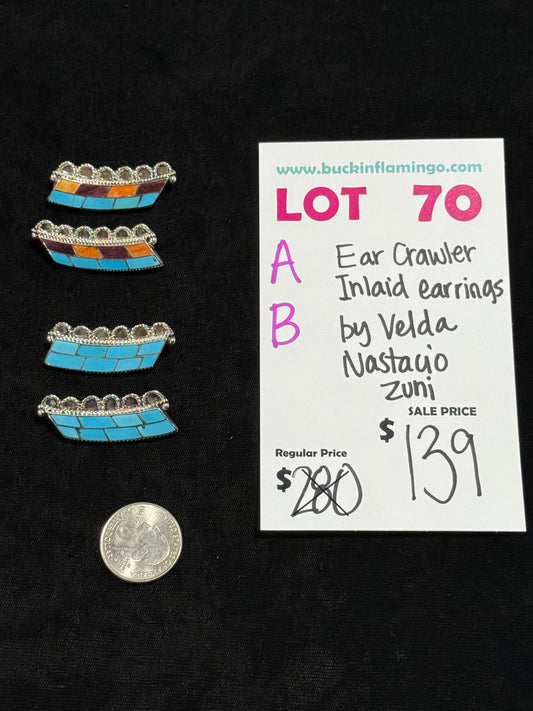 www.buckinflamingo.com
LOT 70
A Ear Crawler
Inlaid earrings
B by Velda
Nastacio
Zuni
SALE PRICE
$139
Regular Price
$280